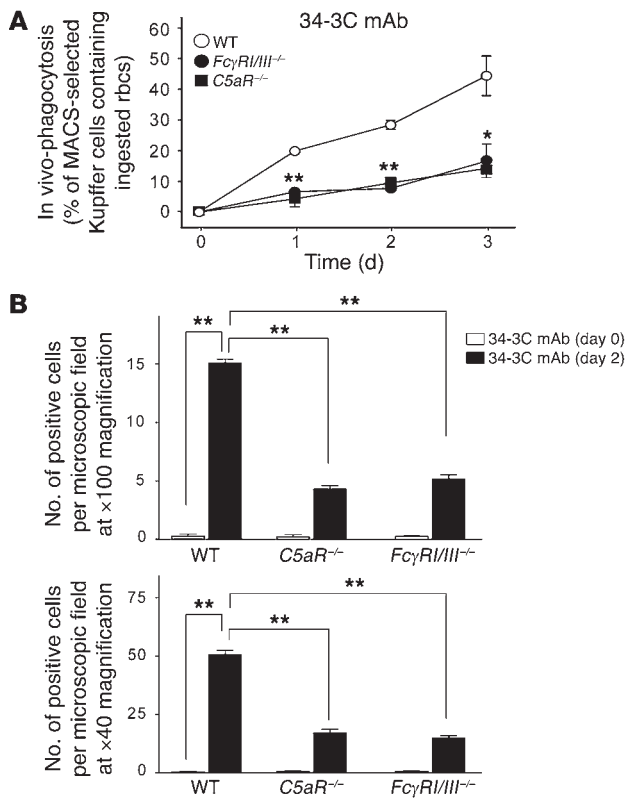 A
34-3C mAb
In vivo-phagocytosis
(% of MACS-selected
Kupffer cells containing
ingested rbcs)
60
50
40
30
20
10
0
WT
FcγRI/III–/–
C5aR–/–
**
**
*
0 1 2 3
Time (d)
B
34-3C mAb (day 0)
34-3C mAb (day 2)
No. of positive cells
per microscopic field
at ×100 magnification
15
10
5
0
**
**
**
WT C5aR–/– FcγRI/III–/–
No. of positive cells
per microscopic field
at ×40 magnification
75
50
25
0
**
**
**
WT C5aR–/– FcγRI/III–/–